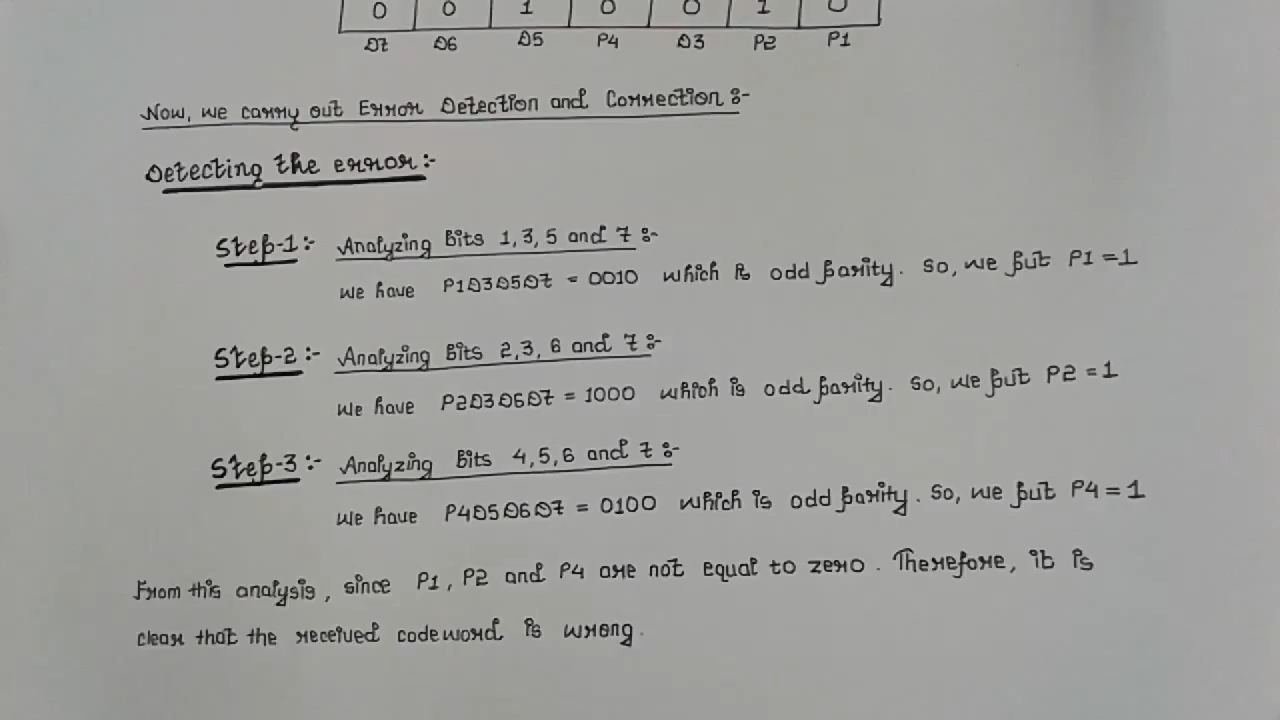 0 0 1 0 0 1 0
D7 D6 D5 P4 D3 P2 P1
Now, we carry out Error Detection and Correction :-
Detecting the error :-
Step-1 :- Analyzing Bits 1, 3, 5 and 7 :-
We have P1D3D5D7 = 0010 which is odd parity. So, we put P1 = 1
Step-2 :- Analyzing Bits 2, 3, 6 and 7 :-
We have P2D3D6D7 = 1000 which is odd parity. So, we put P2 = 1
Step-3 :- Analyzing Bits 4, 5, 6 and 7 :-
We have P4D5D6D7 = 0100 which is odd parity. So, we put P4 = 1
From this analysis, since P1, P2 and P4 are not equal to zero. Therefore, it is
clear that the received codeword is wrong.